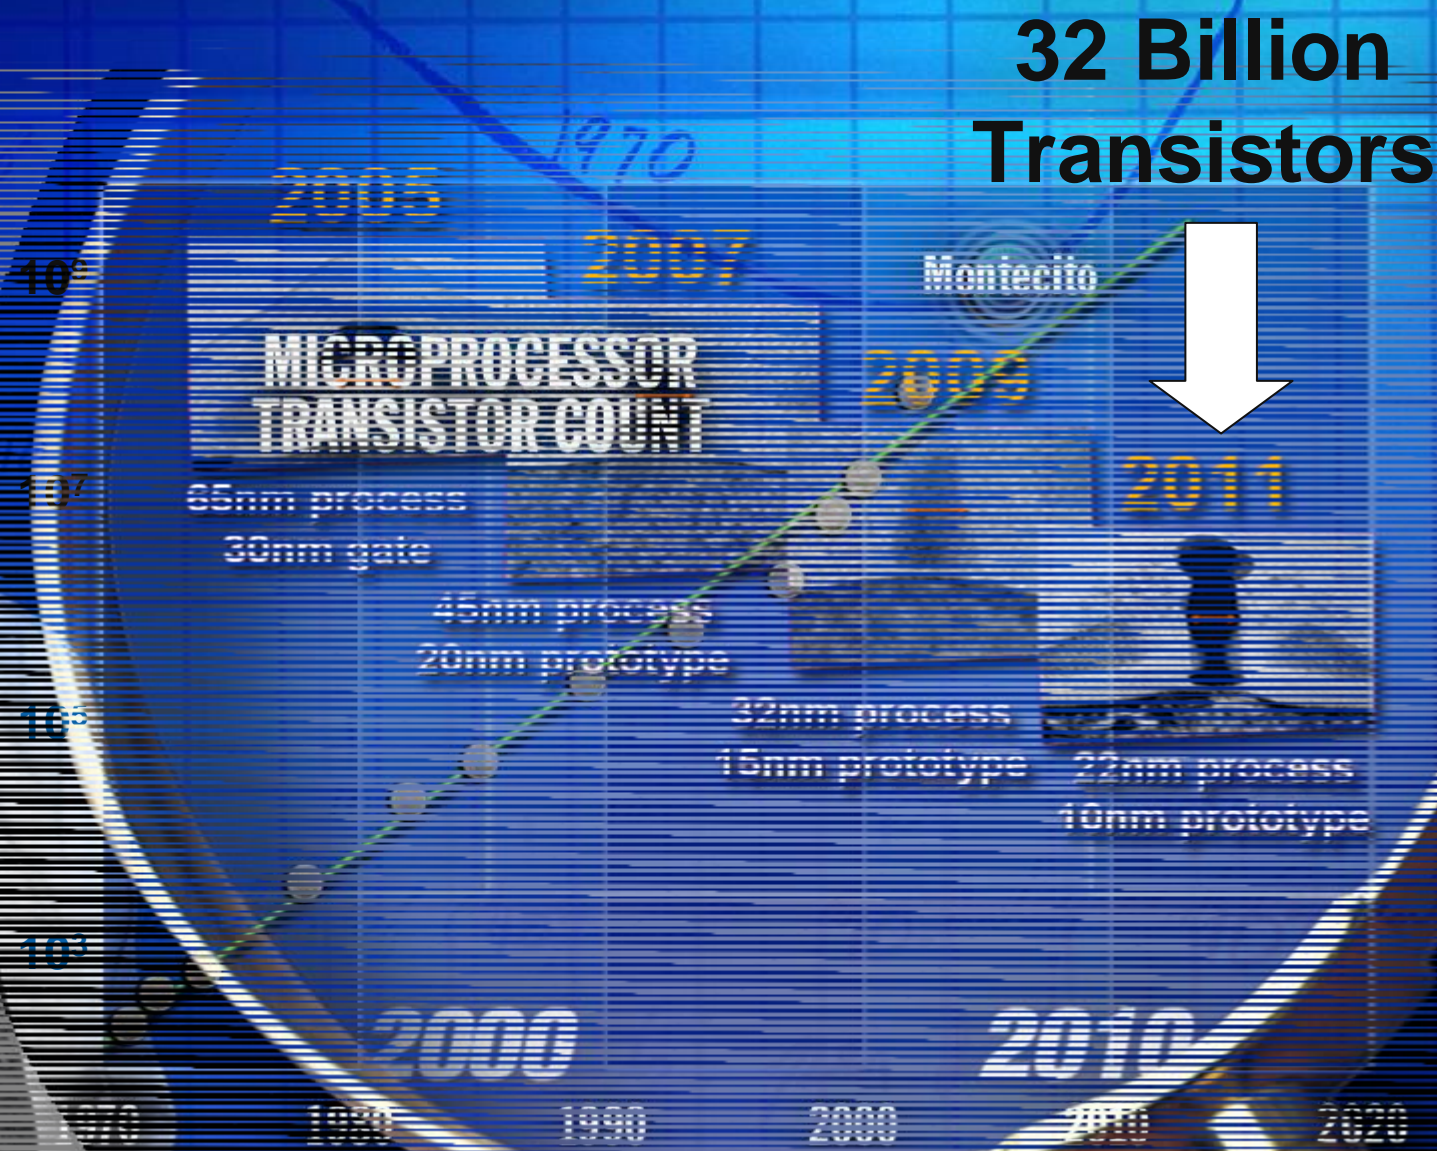 32 Billion
Transistors
1970
2005
2007
Montecito
10⁹
MICROPROCESSOR
TRANSISTOR COUNT
2009
2011
10⁷
65nm process
30nm gate
45nm process
20nm prototype
10⁵
32nm process
15nm prototype
22nm process
10nm prototype
10³
2000
2010
1970
1980
1990
2000
2010
2020